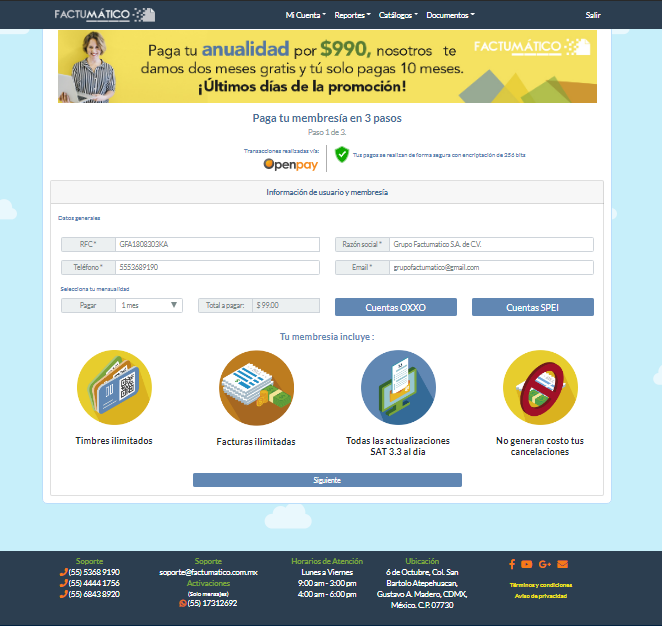 FACTUMÁTICO
Mi Cuenta Reportes Catálogos Documentos Salir
Paga tu anualidad por $990, nosotros te
damos dos meses gratis y tú solo pagas 10 meses.
¡Últimos días de la promoción!
FACTUMÁTICO
Paga tu membresía en 3 pasos
Paso 1 de 3.
Transacciones realizadas vía:
Openpay
Tus pagos se realizan de forma segura con encriptación de 256 bits
Información de usuario y membresía
Datos generales
RFC* GFA1808303KA Razón social* Grupo Factumatico S.A. de C.V.
Teléfono* 5553689190 Email* grupofactumatico@gmail.com
Selecciona tu mensualidad
Pagar 1 mes Total a pagar: $ 99.00 Cuentas OXXO Cuentas SPEI
Tu membresia incluye :
Timbres ilimitados
Facturas ilimitadas
Todas las actualizaciones
SAT 3.3 al día
No generan costo tus
cancelaciones
Siguiente
Soporte
(55) 5368 9190
(55) 4444 1756
(55) 6843 8920
Soporte
soporte@factumatico.com.mx
Activaciones
(Solo mensajes)
(55) 17312692
Horarios de Atención
Lunes a Viernes
9:00 am - 3:00 pm
4:00 am - 6:00 pm
Ubicación
6 de Octubre, Col. San
Bartolo Atepehuacan,
Gustavo A. Madero, CDMX,
México. C.P. 07730
Términos y condiciones
Aviso de privacidad